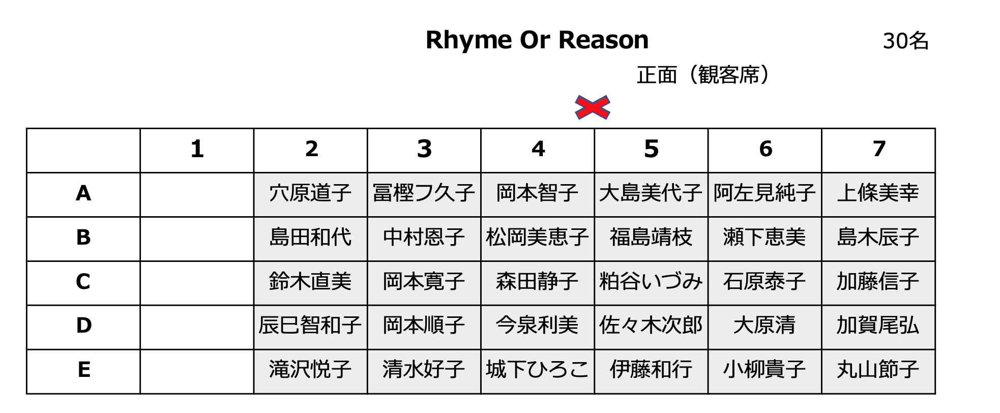 Rhyme Or Reason 30名
正面（観客席）
1 2 3 4 5 6 7
A 穴原道子 冨樫フ久子 岡本智子 大島美代子 阿左見純子 上條美幸
B 島田和代 中村恩子 松岡美恵子 福島靖枝 瀬下恵美 島木辰子
C 鈴木直美 岡本寛子 森田静子 粕谷いづみ 石原泰子 加藤信子
D 辰巳智和子 岡本順子 今泉利美 佐々木次郎 大原清 加賀尾弘
E 滝沢悦子 清水好子 城下ひろこ 伊藤和行 小柳貴子 丸山節子